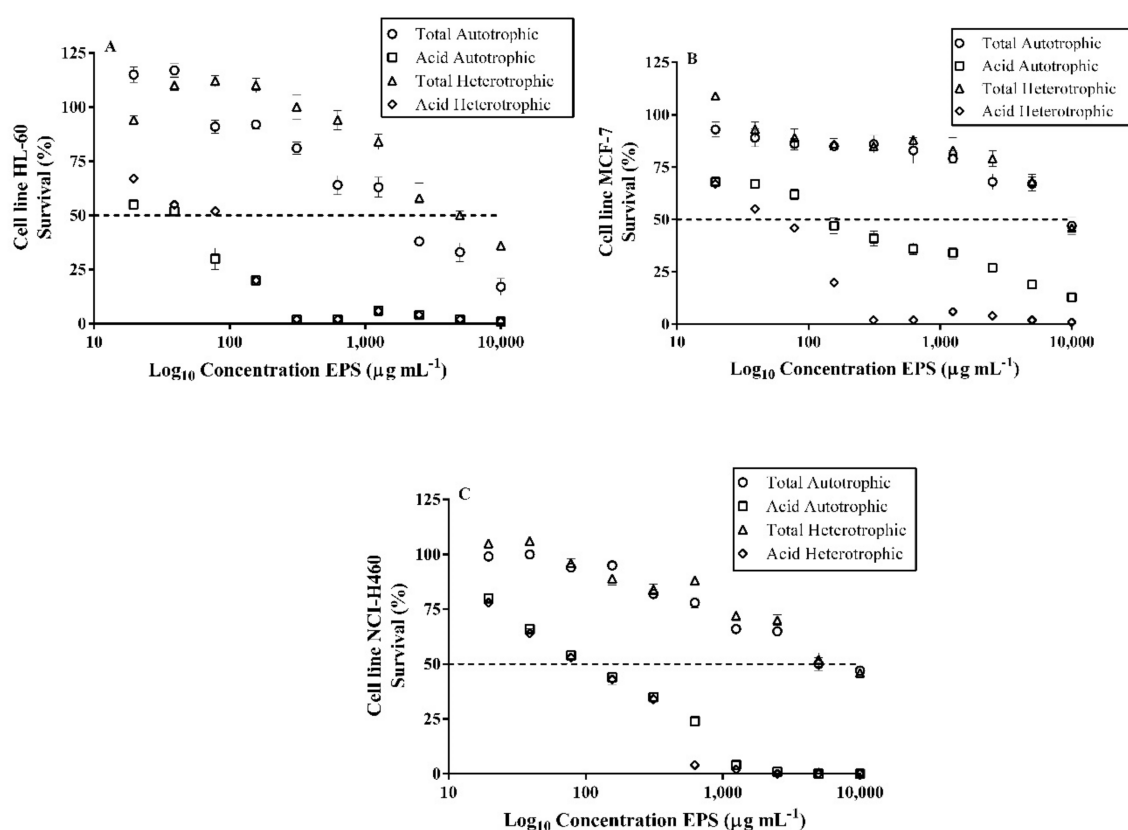 A
Total Autotrophic
Acid Autotrophic
Total Heterotrophic
Acid Heterotrophic
Cell line HL-60
Survival (%)
125
100
75
50
25
0
10
100
1,000
10,000
Log10 Concentration EPS (μg mL-1)
B
Total Autotrophic
Acid Autotrophic
Total Heterotrophic
Acid Heterotrophic
Cell line MCF-7
Survival (%)
125
100
75
50
25
0
10
100
1,000
10,000
Log10 Concentration EPS (μg mL-1)
C
Total Autotrophic
Acid Autotrophic
Total Heterotrophic
Acid Heterotrophic
Cell line NCI-H460
Survival (%)
125
100
75
50
25
0
10
100
1,000
10,000
Log10 Concentration EPS (μg mL-1)